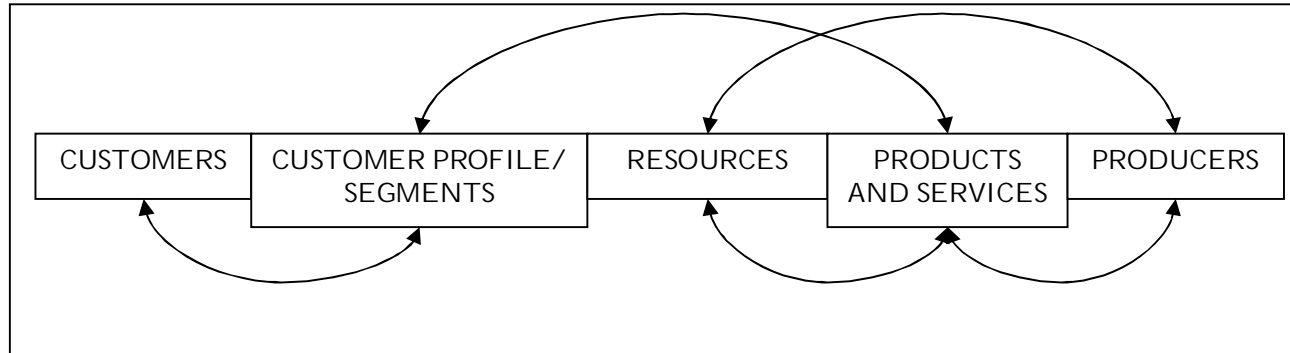 CUSTOMERS
CUSTOMER PROFILE/
SEGMENTS
RESOURCES
PRODUCTS
AND SERVICES
PRODUCERS